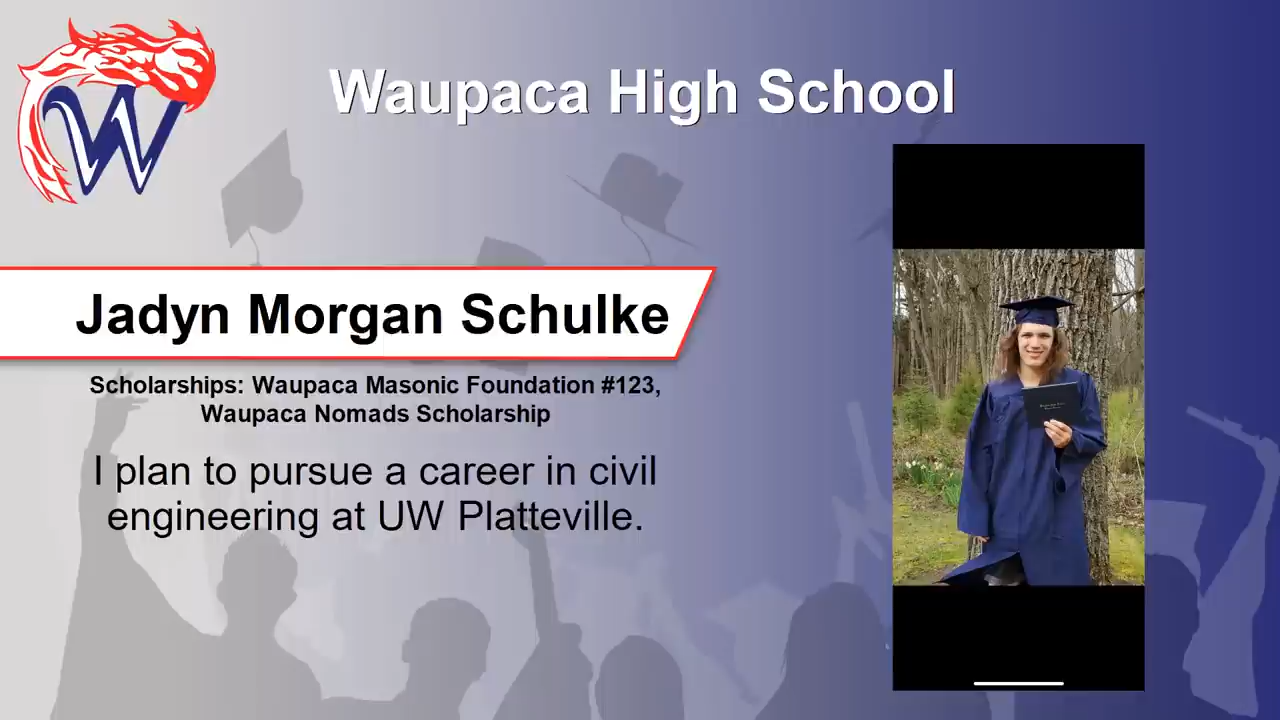 Waupaca High School
Jadyn Morgan Schulke
Scholarships: Waupaca Masonic Foundation #123,
Waupaca Nomads Scholarship
I plan to pursue a career in civil
engineering at UW Platteville.
W